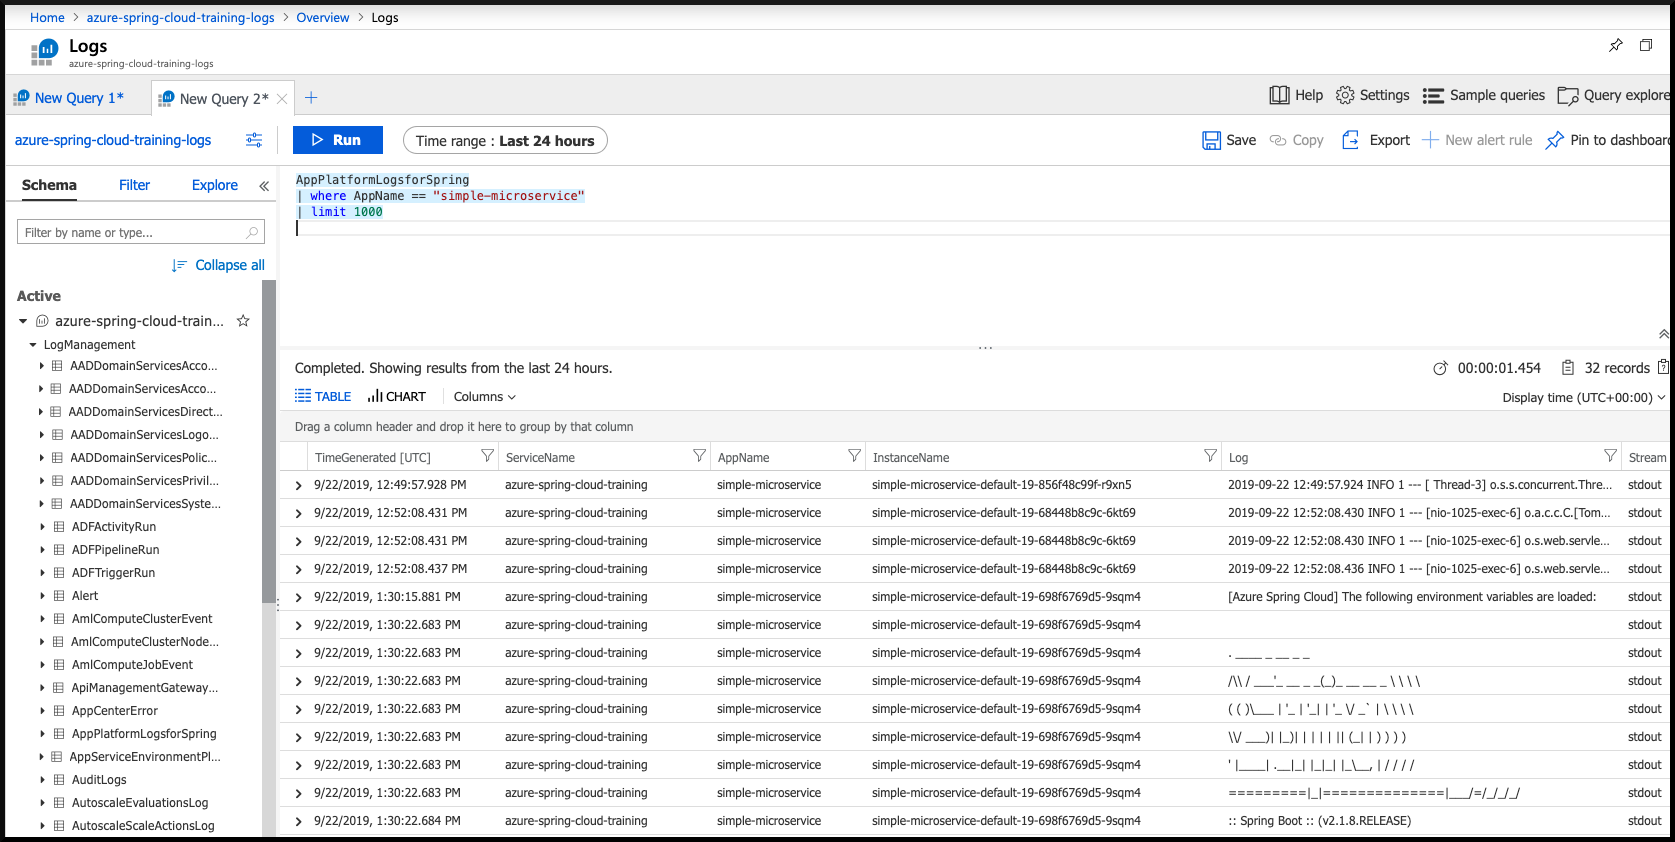 Home > azure-spring-cloud-training-logs > Overview > Logs
Logs
azure-spring-cloud-training-logs
New Query 1*
New Query 2*
Help
Settings
Sample queries
Query explore
azure-spring-cloud-training-logs
Run
Time range : Last 24 hours
Save
Copy
Export
New alert rule
Pin to dashboard
Schema
Filter
Explore
«
AppPlatformLogsforSpring
| where AppName == "simple-microservice"
| limit 1000
Filter by name or type...
Collapse all
Active
azure-spring-cloud-train...
LogManagement
AADDomainServicesAcco...
AADDomainServicesAcco...
AADDomainServicesDirect...
AADDomainServicesLogo...
AADDomainServicesPolic...
AADDomainServicesPrivil...
AADDomainServicesSyste...
ADFActivityRun
ADFPipelineRun
ADFTriggerRun
Alert
AmlComputeClusterEvent
AmlComputeClusterNode...
AmlComputeJobEvent
ApiManagementGateway...
AppCenterError
AppPlatformLogsforSpring
AppServiceEnvironmentPl...
AuditLogs
AutoscaleEvaluationsLog
AutoscaleScaleActionsLog
Completed. Showing results from the last 24 hours.
00:00:01.454
32 records
TABLE
CHART
Columns
Display time (UTC+00:00)
Drag a column header and drop it here to group by that column
TimeGenerated [UTC] ServiceName AppName InstanceName Log Stream
9/22/2019, 12:49:57.928 PM azure-spring-cloud-training simple-microservice simple-microservice-default-19-856f48c99f-r9xn5 2019-09-22 12:49:57.924 INFO 1 --- [ Thread-3] o.s.s.concurrent.Thre... stdout
9/22/2019, 12:52:08.431 PM azure-spring-cloud-training simple-microservice simple-microservice-default-19-68448b8c9c-6kt69 2019-09-22 12:52:08.430 INFO 1 --- [nio-1025-exec-6] o.a.c.c.C.[Tom... stdout
9/22/2019, 12:52:08.431 PM azure-spring-cloud-training simple-microservice simple-microservice-default-19-68448b8c9c-6kt69 2019-09-22 12:52:08.430 INFO 1 --- [nio-1025-exec-6] o.s.web.servle... stdout
9/22/2019, 12:52:08.437 PM azure-spring-cloud-training simple-microservice simple-microservice-default-19-68448b8c9c-6kt69 2019-09-22 12:52:08.436 INFO 1 --- [nio-1025-exec-6] o.s.web.servle... stdout
9/22/2019, 1:30:15.881 PM azure-spring-cloud-training simple-microservice simple-microservice-default-19-698f6769d5-9sqm4 [Azure Spring Cloud] The following environment variables are loaded: stdout
9/22/2019, 1:30:22.683 PM azure-spring-cloud-training simple-microservice simple-microservice-default-19-698f6769d5-9sqm4 stdout
9/22/2019, 1:30:22.683 PM azure-spring-cloud-training simple-microservice simple-microservice-default-19-698f6769d5-9sqm4 . ____ _ __ _ _ stdout
9/22/2019, 1:30:22.683 PM azure-spring-cloud-training simple-microservice simple-microservice-default-19-698f6769d5-9sqm4 /\\ / ___'_ __ _ _(_)_ __ __ _ \ \ \ \ stdout
9/22/2019, 1:30:22.683 PM azure-spring-cloud-training simple-microservice simple-microservice-default-19-698f6769d5-9sqm4 ( ( )\___ | '_ | '_| | '_ \/ _` | \ \ \ \ stdout
9/22/2019, 1:30:22.683 PM azure-spring-cloud-training simple-microservice simple-microservice-default-19-698f6769d5-9sqm4 \\/ ___)| |_)| | | | | || (_| | ) ) ) ) stdout
9/22/2019, 1:30:22.683 PM azure-spring-cloud-training simple-microservice simple-microservice-default-19-698f6769d5-9sqm4 ' |____| .__|_| |_|_| |_\__, | / / / / stdout
9/22/2019, 1:30:22.683 PM azure-spring-cloud-training simple-microservice simple-microservice-default-19-698f6769d5-9sqm4 =========|_|==============|___/=/_/_/_/ stdout
9/22/2019, 1:30:22.684 PM azure-spring-cloud-training simple-microservice simple-microservice-default-19-698f6769d5-9sqm4 :: Spring Boot :: (v2.1.8.RELEASE) stdout